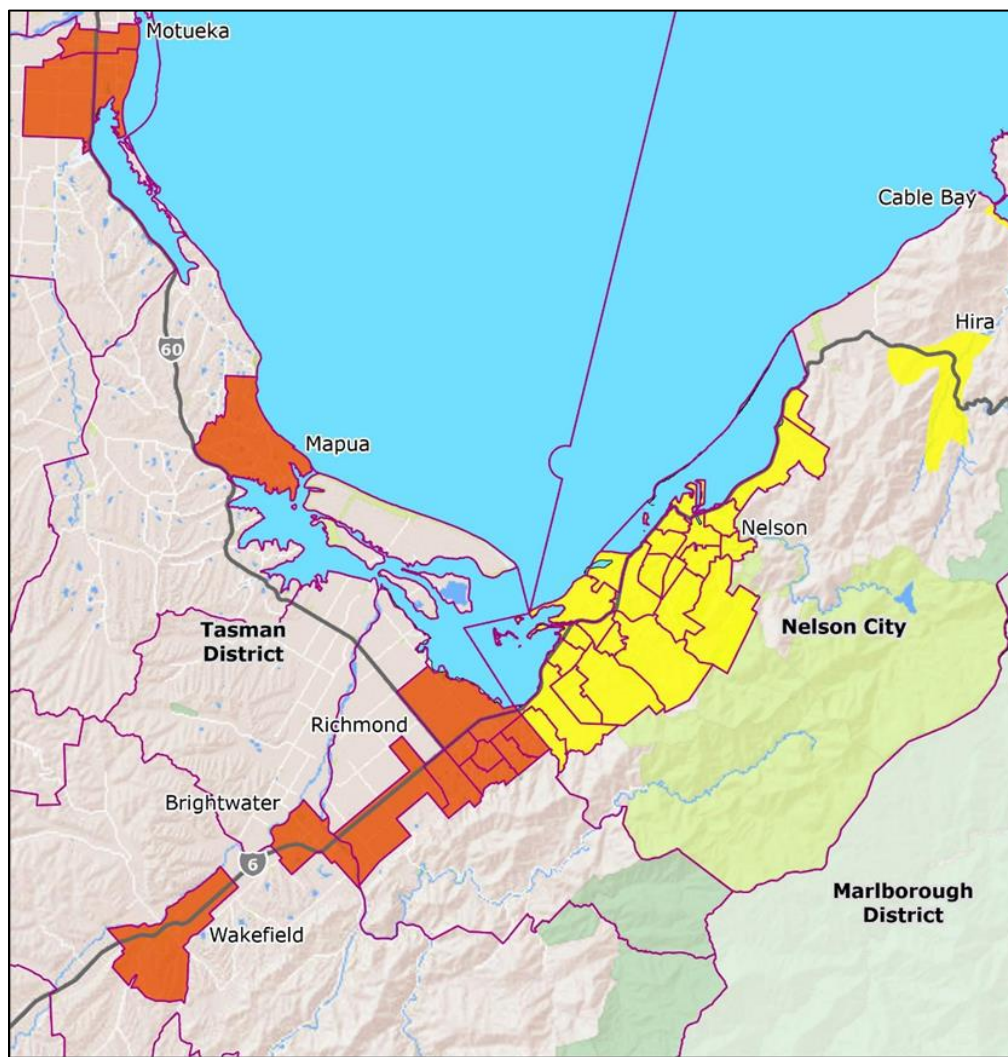 Motueka
Cable Bay
Hira
60
Mapua
Nelson
Tasman
District
Nelson City
Richmond
Brightwater
6
Marlborough
District
Wakefield